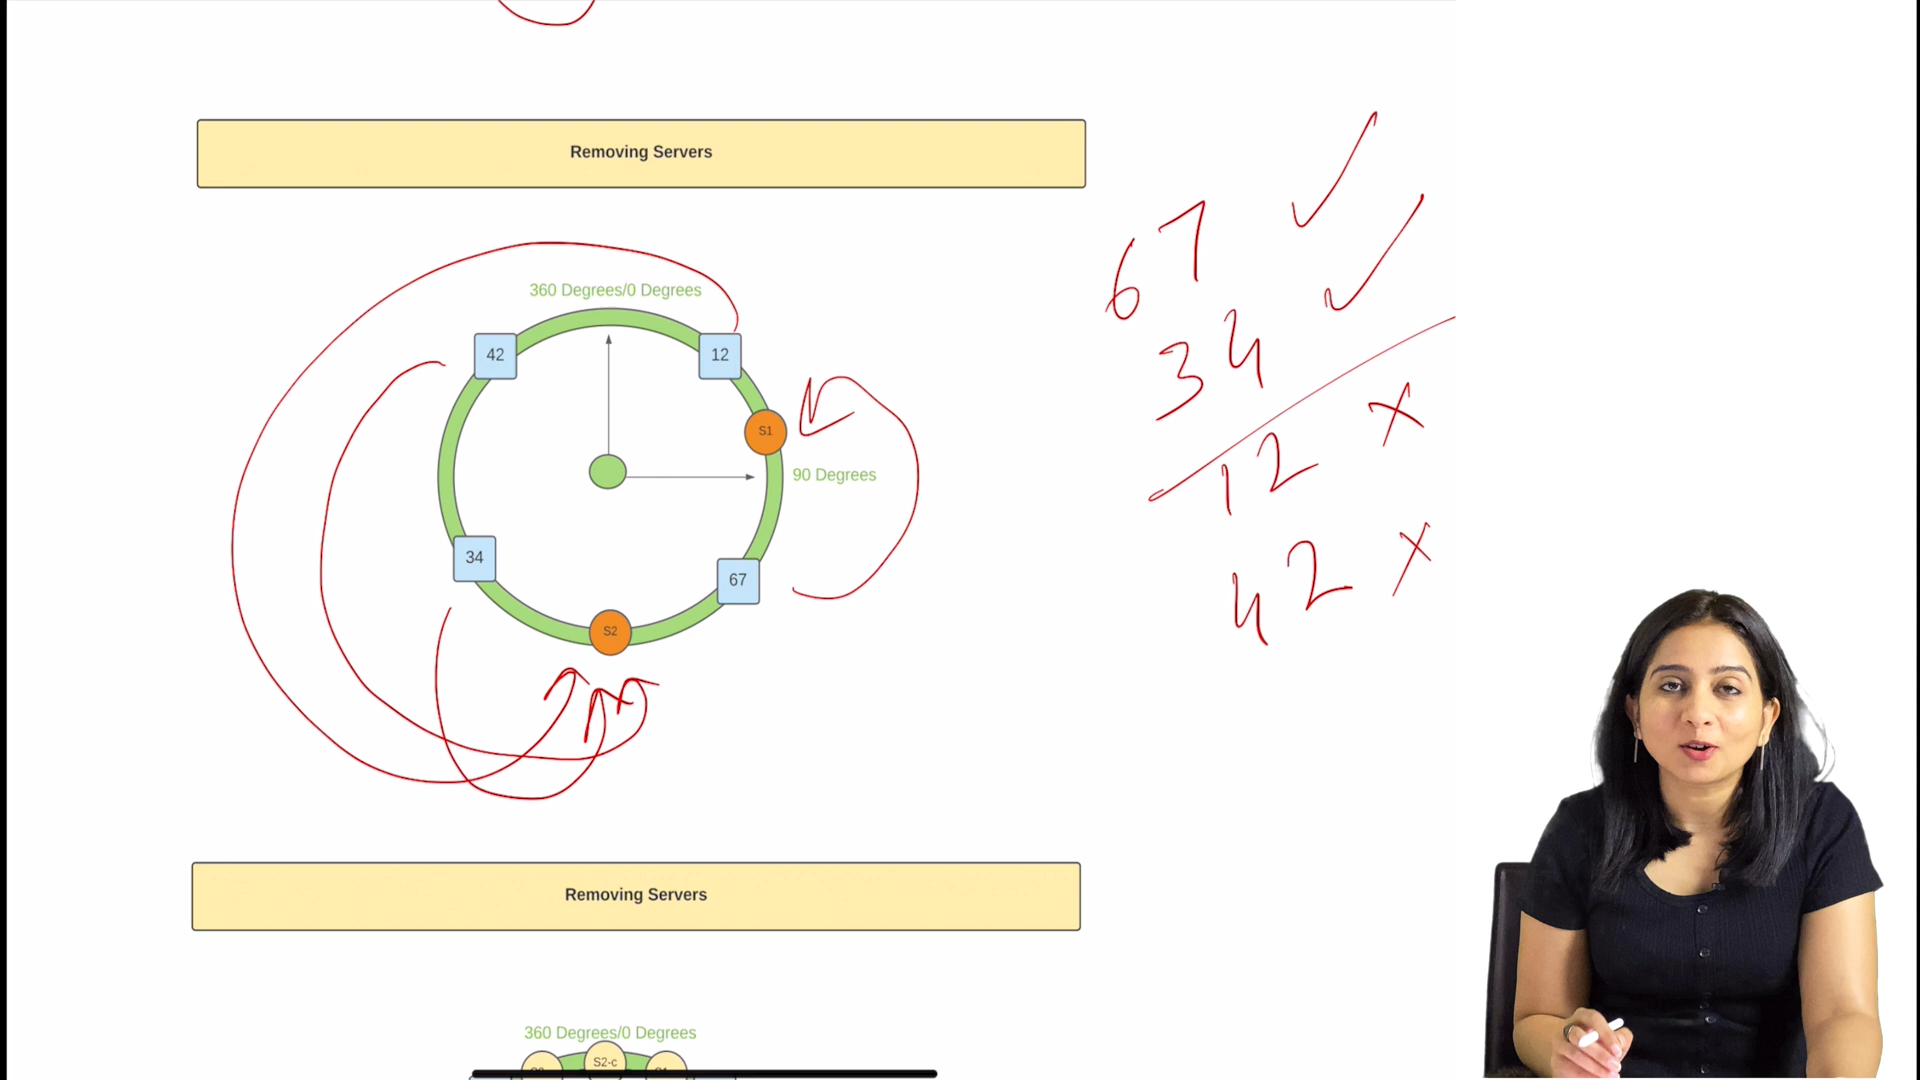 Removing Servers
360 Degrees/0 Degrees
42
12
S1
90 Degrees
34
67
S2
67
34
12
42
Removing Servers
360 Degrees/0 Degrees
S2-c